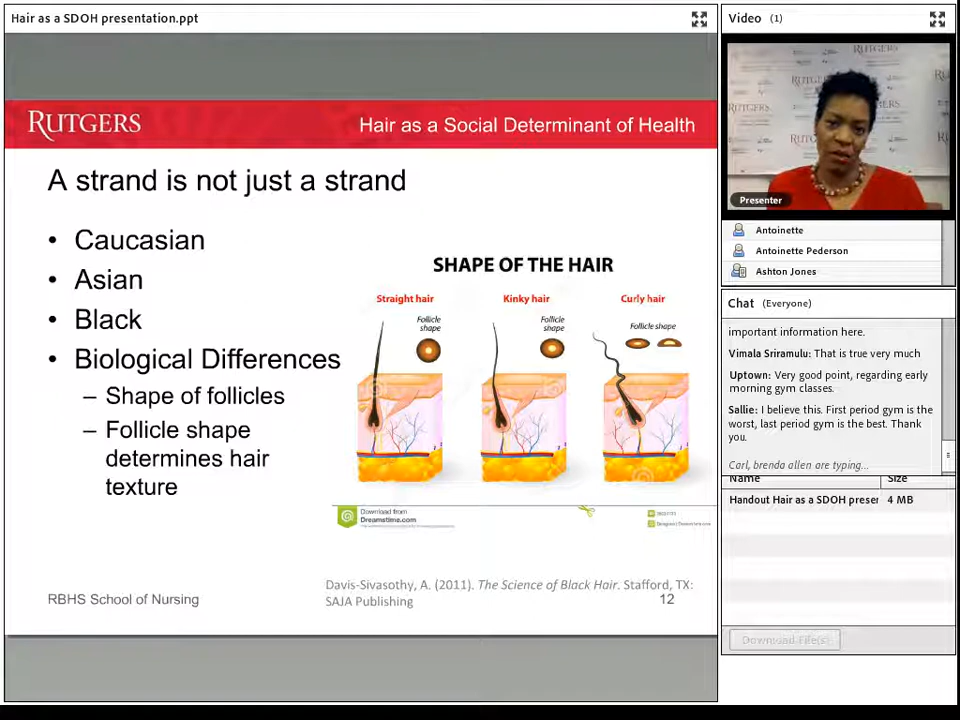 Hair as a SDOH presentation.ppt
RUTGERS
Hair as a Social Determinant of Health
A strand is not just a strand
• Caucasian
• Asian
• Black
• Biological Differences
– Shape of follicles
– Follicle shape
determines hair
texture
SHAPE OF THE HAIR
Straight hair
Kinky hair
Curly hair
Follicle
shape
Follicle
shape
Follicle shape
Download from
Dreamstime.com
Davis-Sivasothy, A. (2011). The Science of Black Hair. Stafford, TX:
SAJA Publishing
RBHS School of Nursing
12
Video (1)
RUTGERS
Presenter
Antoinette
Antoinette Pederson
Ashton Jones
Chat (Everyone)
important information here.
Vimala Sriramulu: That is true very much
Uptown: Very good point, regarding early
morning gym classes.
Sallie: I believe this. First period gym is the
worst, last period gym is the best. Thank
you.
Carl, brenda allen are typing...
Name Size
Handout Hair as a SDOH preser 4 MB
Download File(s)